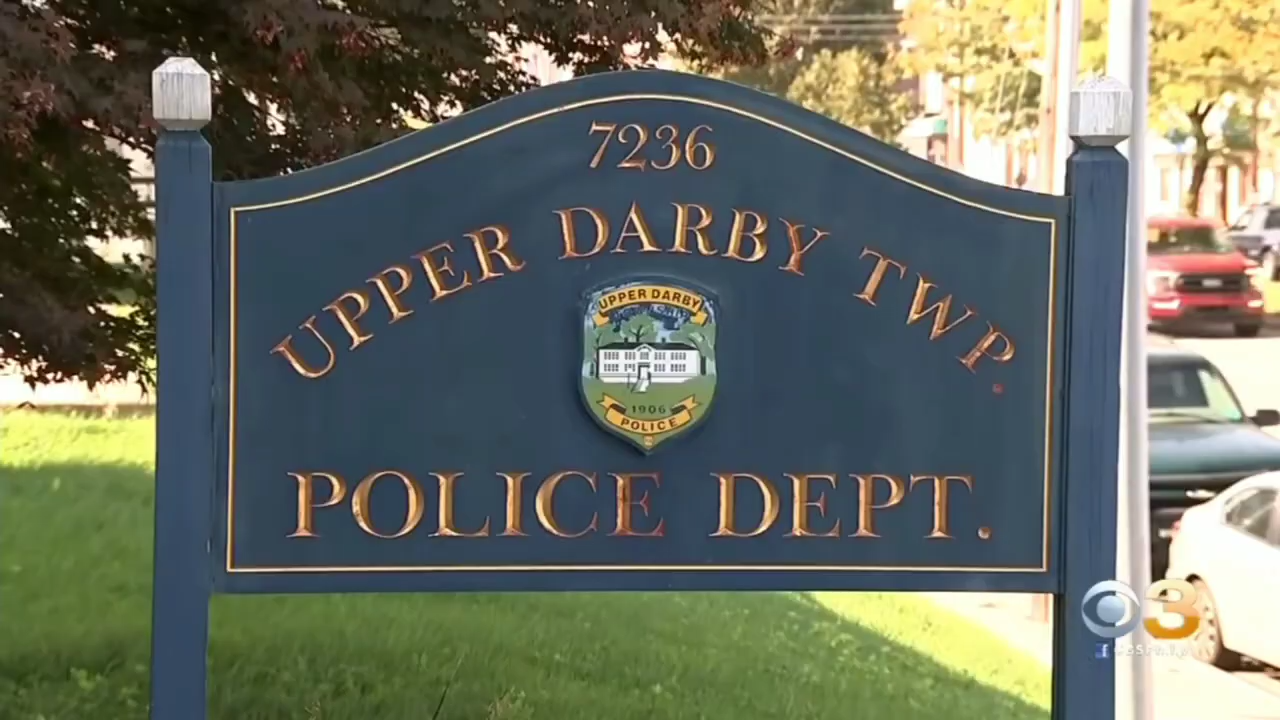 7236
UPPER DARBY TWP.
UPPER DARBY
1906
POLICE
POLICE DEPT.
3